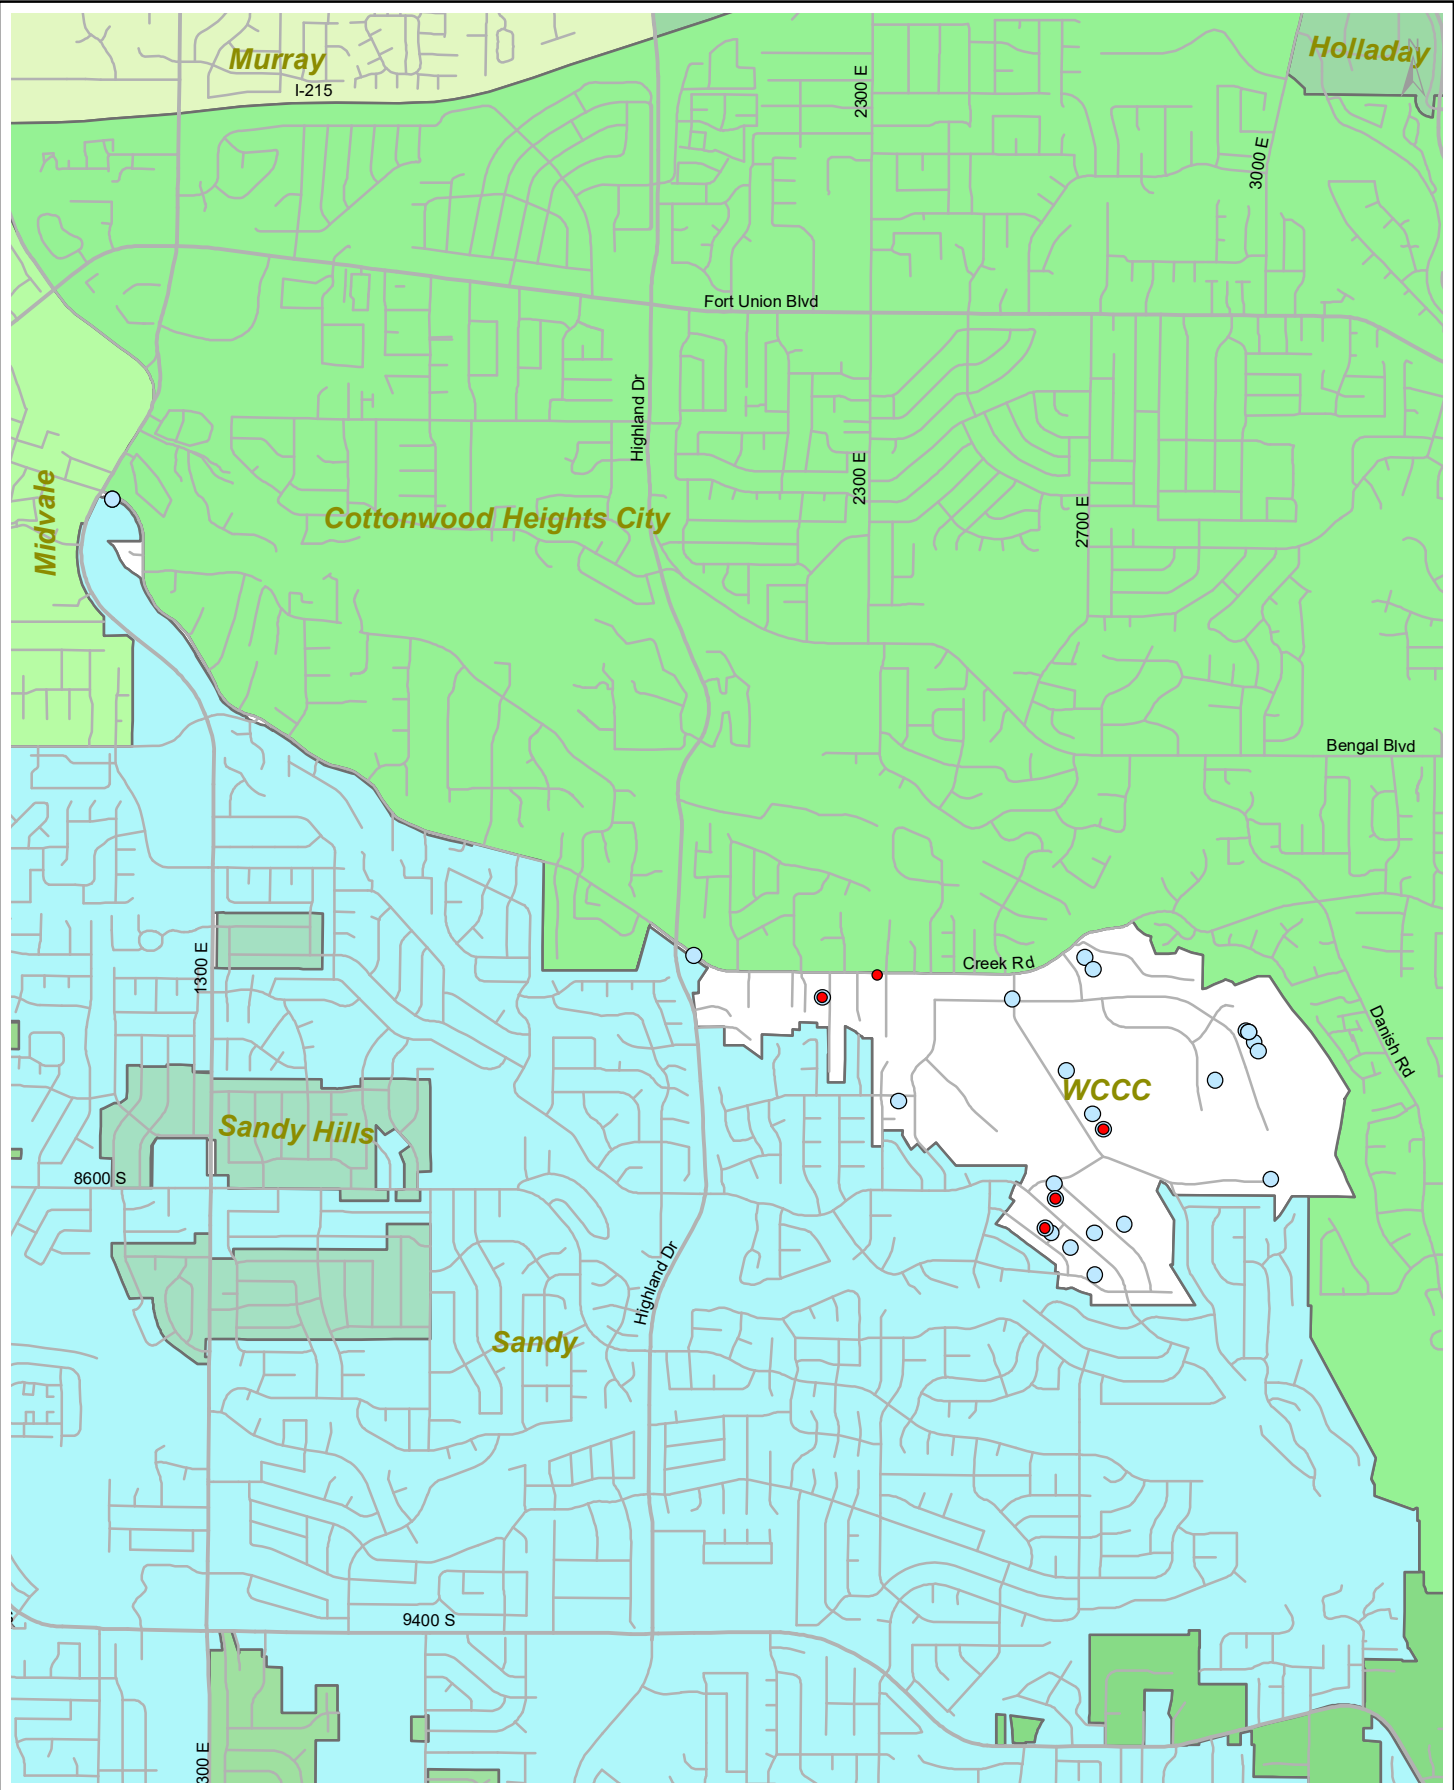 Murray
Holladay
I-215
2300 E
3000 E
Fort Union Blvd
Highland Dr
2300 E
Midvale
Cottonwood Heights City
2700 E
Bengal Blvd
1300 E
Creek Rd
Danish Rd
WCCC
Sandy Hills
8600 S
Highland Dr
Sandy
9400 S
300 E